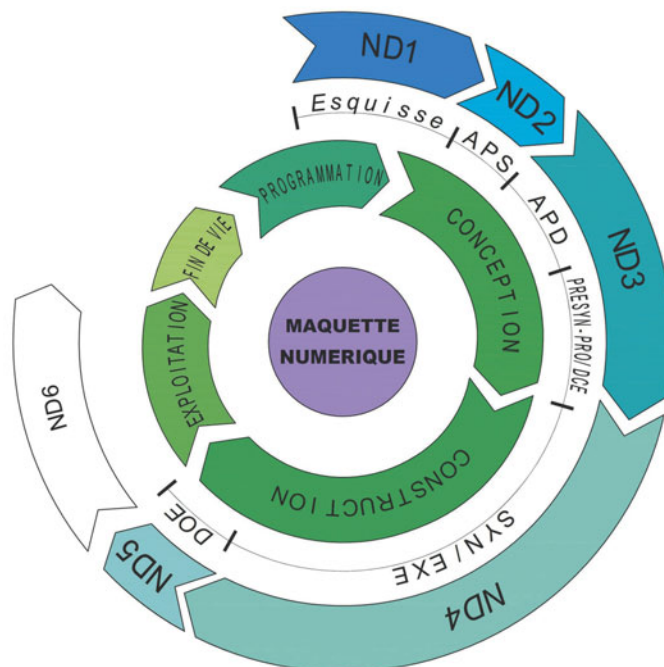 ND1
ND2
ND3
ND4
ND5
ND6
Esquisse
APS
APD
PRESYN-PRO/DCE
SYN/EXE
DOE
PROGRAMMATION
CONCEPTION
CONSTRUCTION
EXPLOITATION
FIN DE VIE
MAQUETTE
NUMERIQUE